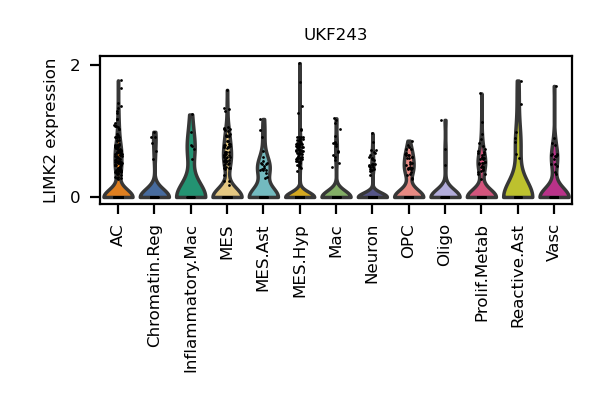 UKF243
LIMK2 expression
2
0
AC
Chromatin.Reg
Inflammatory.Mac
MES
MES.Ast
MES.Hyp
Mac
Neuron
OPC
Oligo
Prolif.Metab
Reactive.Ast
Vasc